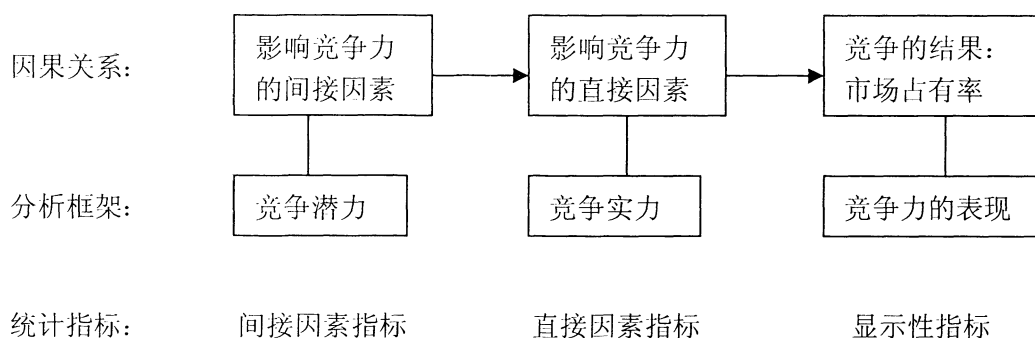 因果关系:
影响竞争力
的间接因素
影响竞争力
的直接因素
竞争的结果:
市场占有率
分析框架:
竞争潜力
竞争实力
竞争力的表现
统计指标:
间接因素指标
直接因素指标
显示性指标